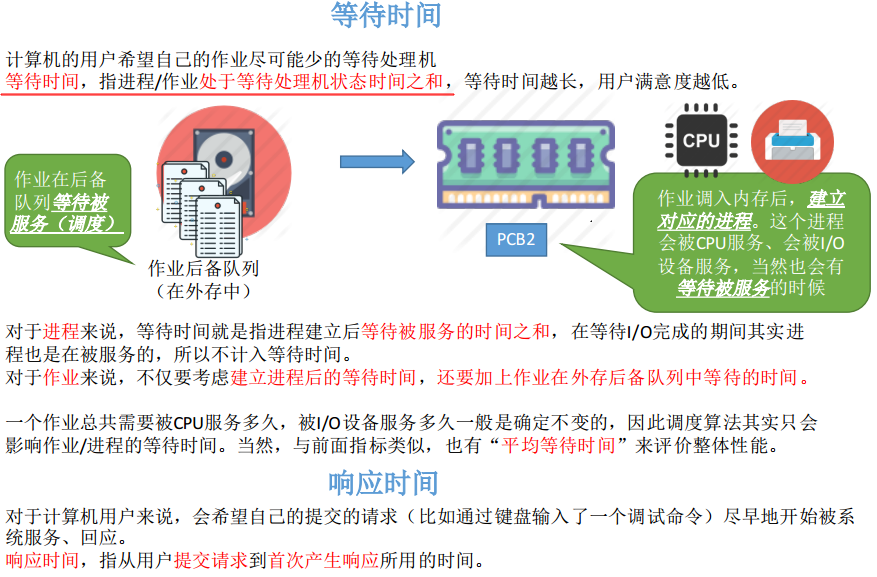 等待时间
计算机的用户希望自己的作业尽可能少的等待处理机
等待时间，指进程/作业处于等待处理机状态时间之和，等待时间越长，用户满意度越低。
作业在后备
队列等待被
服务（调度）
作业后备队列
（在外存中）
PCB2
CPU
作业调入内存后，建立
对应的进程。这个进程
会被CPU服务、会被I/O
设备服务，当然也会有
等待被服务的时候
对于进程来说，等待时间就是指进程建立后等待被服务的时间之和，在等待I/O完成的期间其实进
程也是在被服务的，所以不计入等待时间。
对于作业来说，不仅要考虑建立进程后的等待时间，还要加上作业在外存后备队列中等待的时间。
一个作业总共需要被CPU服务多久，被I/O设备服务多久一般是确定不变的，因此调度算法其实只会
影响作业/进程的等待时间。当然，与前面指标类似，也有“平均等待时间”来评价整体性能。
响应时间
对于计算机用户来说，会希望自己的提交的请求（比如通过键盘输入了一个调试命令）尽早地开始被系
统服务、回应。
响应时间，指从用户提交请求到首次产生响应所用的时间。